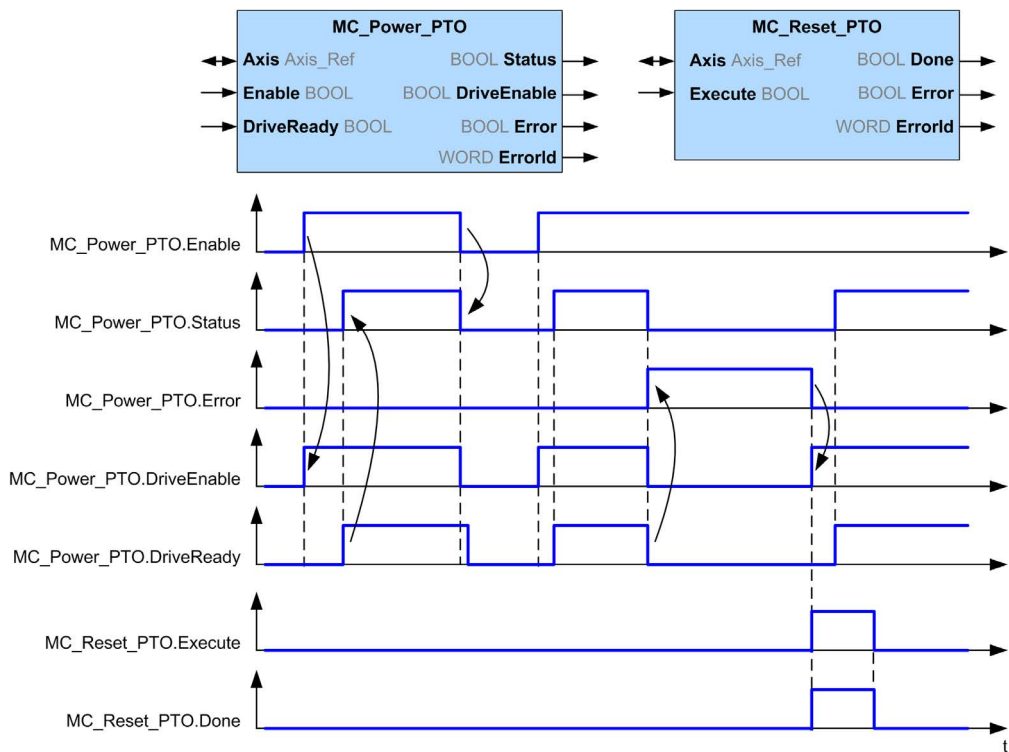 MC_Power_PTO
Axis Axis_Ref BOOL Status
Enable BOOL BOOL DriveEnable
DriveReady BOOL BOOL Error
WORD ErrorId
MC_Reset_PTO
Axis Axis_Ref BOOL Done
Execute BOOL BOOL Error
WORD ErrorId
MC_Power_PTO.Enable
MC_Power_PTO.Status
MC_Power_PTO.Error
MC_Power_PTO.DriveEnable
MC_Power_PTO.DriveReady
MC_Reset_PTO.Execute
MC_Reset_PTO.Done
t